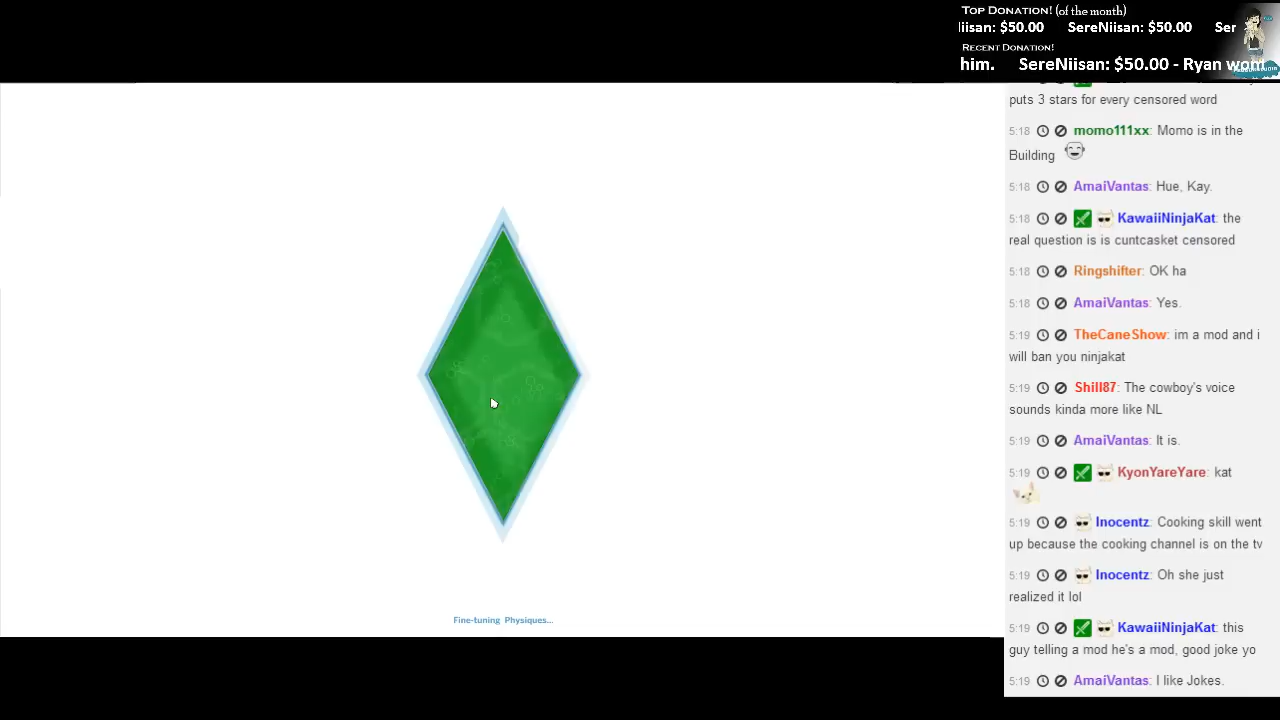 TOP DONATION! (of the month)
Niisan: $50.00 SereNiisan: $50.00 Ser
RECENT DONATION!
him. SereNiisan: $50.00 - Ryan wont
puts 3 stars for every censored word
5:18 momo111xx: Momo is in the
Building
5:18 AmaiVantas: Hue, Kay.
5:18 KawaiiNinjaKat: the
real question is is cuntcasket censored
5:18 Ringshifter: OK ha
5:18 AmaiVantas: Yes.
5:19 TheCaneShow: im a mod and i
will ban you ninjakat
5:19 Shill87: The cowboy's voice
sounds kinda more like NL
5:19 AmaiVantas: It is.
5:19 KyonYareYare: kat
5:19 Inocentz: Cooking skill went
up because the cooking channel is on the tv
5:19 Inocentz: Oh she just
realized it lol
5:19 KawaiiNinjaKat: this
guy telling a mod he's a mod, good joke yo
5:19 AmaiVantas: I like Jokes.
Fine-tuning Physiques...